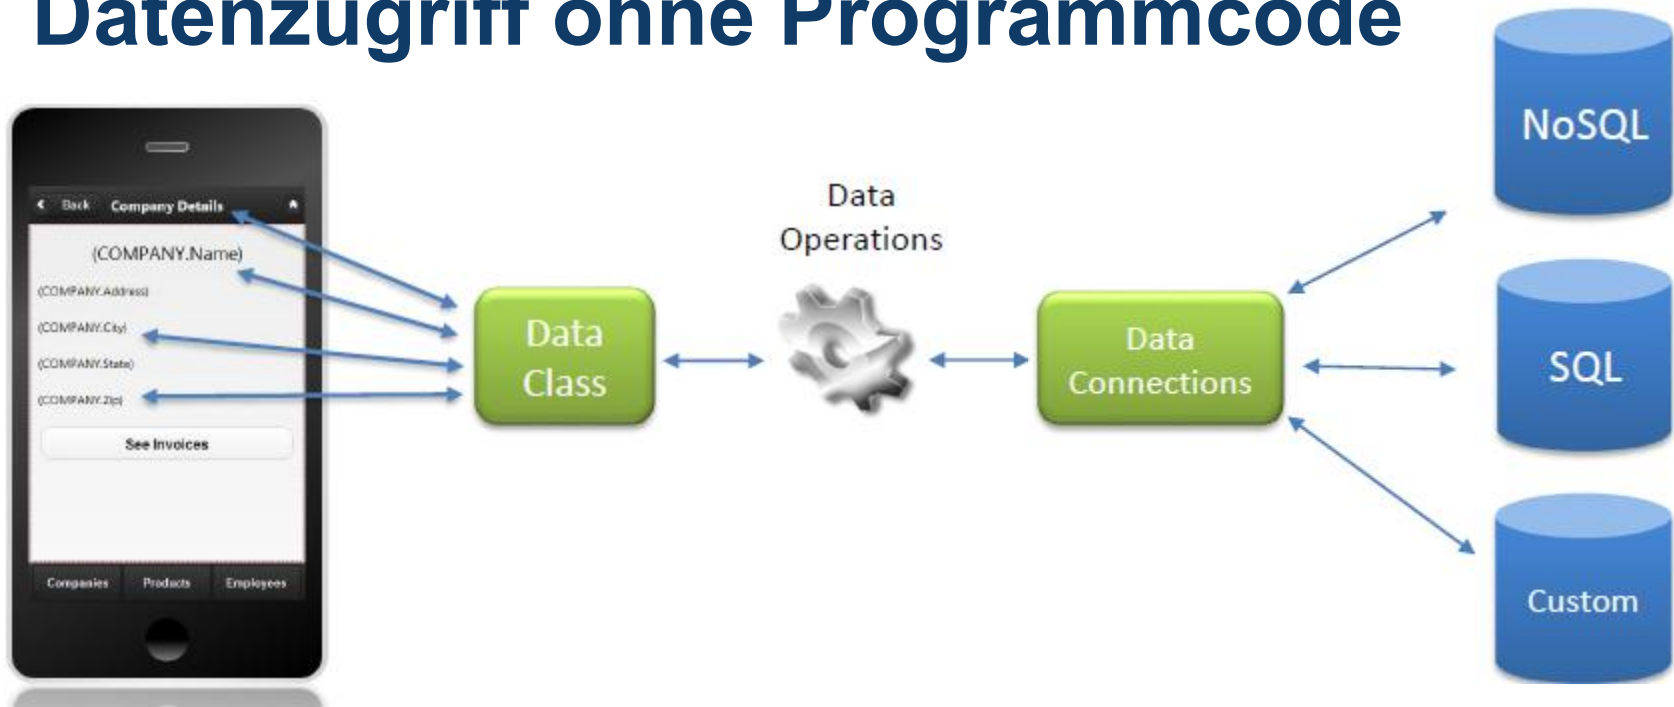 Datenzugriff ohne Programmcode
Back Company Details
(COMPANY.Name)
(COMPANY.Address)
(COMPANY.City)
(COMPANY.State)
(COMPANY.Zip)
See Invoices
Companies Products Employees
Data
Class
Data
Operations
Data
Connections
NoSQL
SQL
Custom